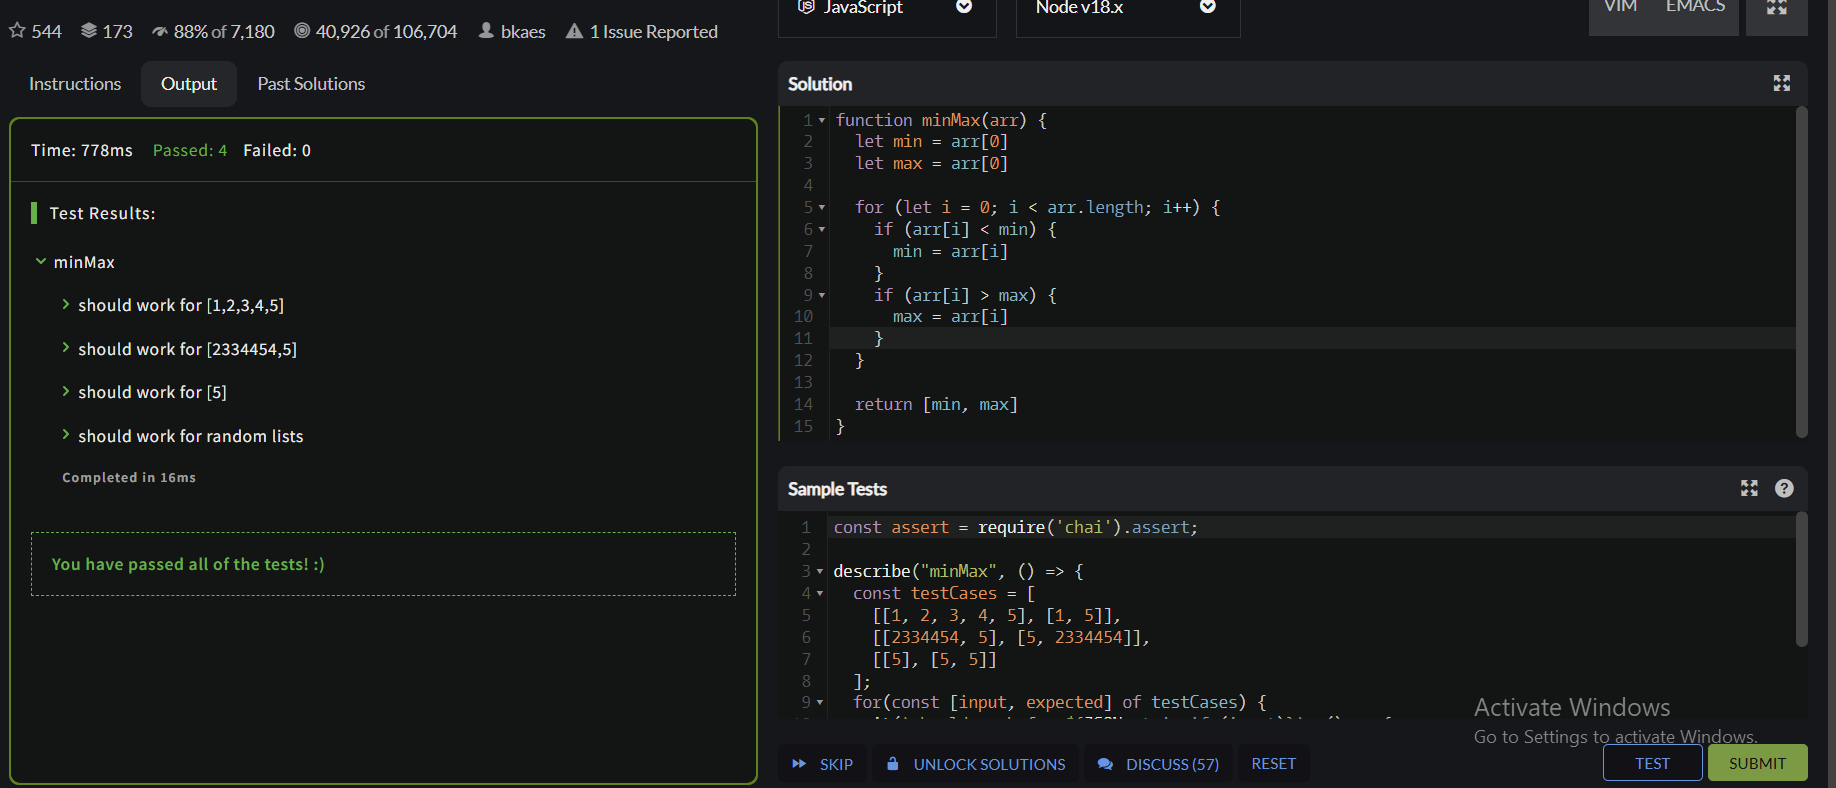 544 173 88% of 7,180 40,926 of 106,704 bkaes 1 Issue Reported
Instructions Output Past Solutions
Time: 778ms Passed: 4 Failed: 0
Test Results:
minMax
should work for [1,2,3,4,5]
should work for [2334454,5]
should work for [5]
should work for random lists
Completed in 16ms
You have passed all of the tests! :)
JavaScript Node v18.x VIM EMACS
Solution
1 function minMax(arr) {
2 let min = arr[0]
3 let max = arr[0]
4
5 for (let i = 0; i < arr.length; i++) {
6 if (arr[i] < min) {
7 min = arr[i]
8 }
9 if (arr[i] > max) {
10 max = arr[i]
11 }
12 }
13
14 return [min, max]
15 }
Sample Tests ?
1 const assert = require('chai').assert;
2
3 describe("minMax", () => {
4 const testCases = [
5 [[1, 2, 3, 4, 5], [1, 5]],
6 [[2334454, 5], [5, 2334454]],
7 [[5], [5, 5]]
8 ];
9 for(const [input, expected] of testCases) {
Activate Windows
Go to Settings to activate Windows.
SKIP UNLOCK SOLUTIONS DISCUSS (57) RESET TEST SUBMIT